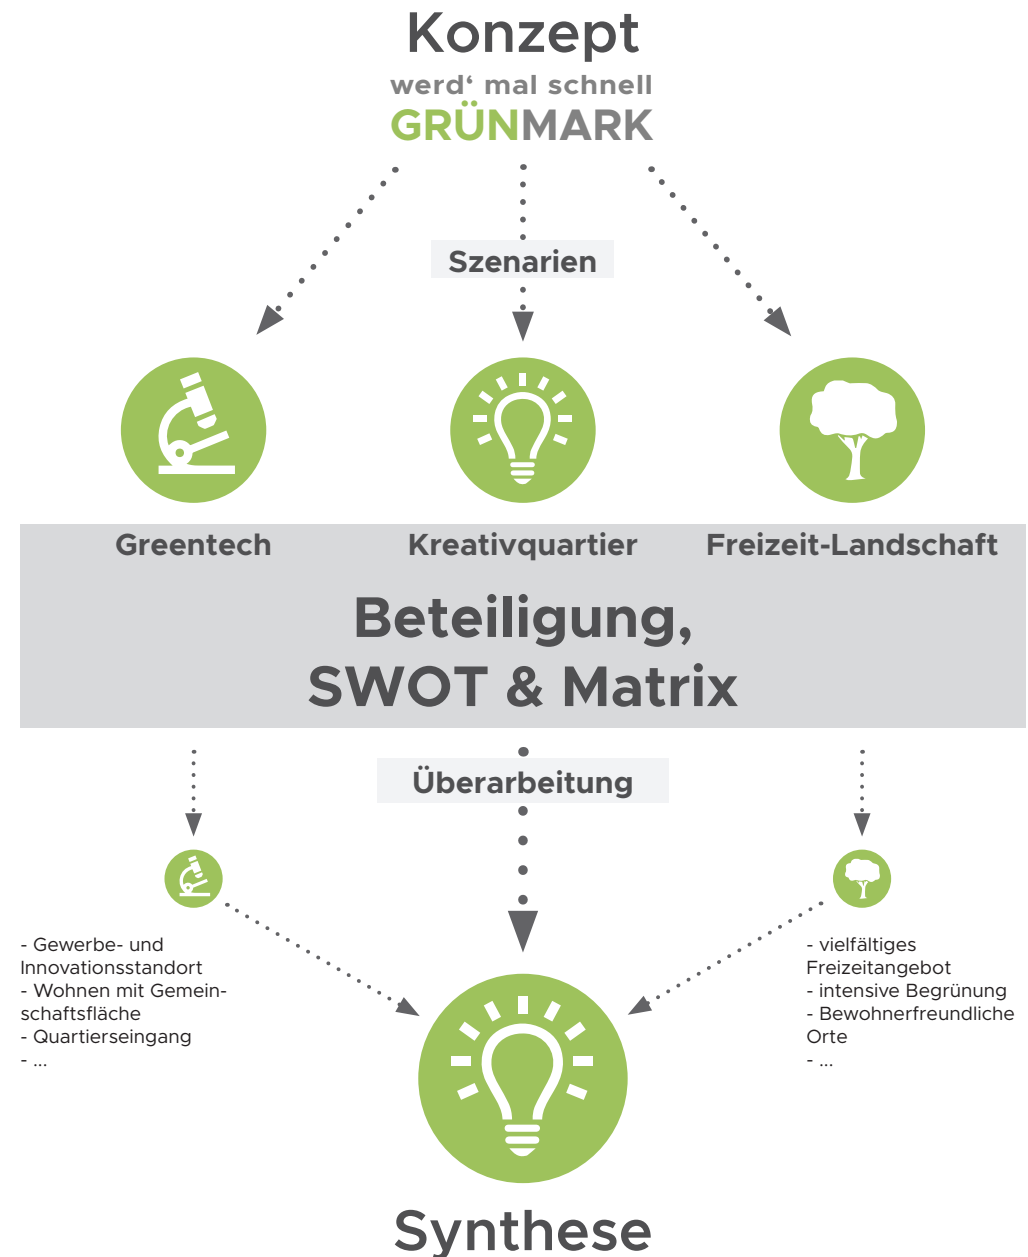 Konzept
werd‘ mal schnell
GRÜNMARK
Szenarien
Greentech
Kreativquartier
Freizeit-Landschaft
Beteiligung,
SWOT & Matrix
Überarbeitung
- Gewerbe- und
Innovationsstandort
- Wohnen mit Gemein-
schaftsfläche
- Quartierseingang
- ...
- vielfältiges
Freizeitangebot
- intensive Begrünung
- Bewohnerfreundliche
Orte
- ...
Synthese